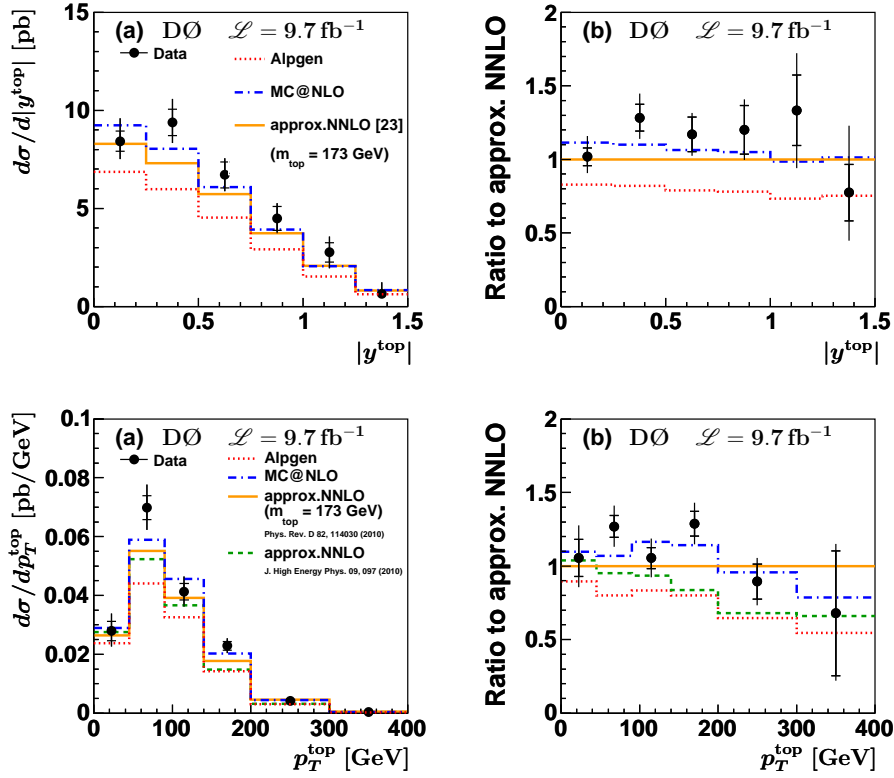 (a) DØ ℒ = 9.7 fb⁻¹
Data
Alpgen
MC@NLO
approx.NNLO [23]
(m_top = 173 GeV)
dσ/d|y^top| [pb]
15
10
5
0
0 0.5 1 1.5
|y^top|
(b) DØ ℒ = 9.7 fb⁻¹
Ratio to approx. NNLO
2
1.5
1
0.5
0
0 0.5 1 1.5
|y^top|
(a) DØ ℒ = 9.7 fb⁻¹
Data
Alpgen
MC@NLO
approx.NNLO
(m_top = 173 GeV)
Phys. Rev. D 82, 114030 (2010)
approx.NNLO
J. High Energy Phys. 09, 097 (2010)
dσ/dp_T^top [pb/GeV]
0.1
0.08
0.06
0.04
0.02
0
0 100 200 300 400
p_T^top [GeV]
(b) DØ ℒ = 9.7 fb⁻¹
Ratio to approx. NNLO
2
1.5
1
0.5
0
0 100 200 300 400
p_T^top [GeV]